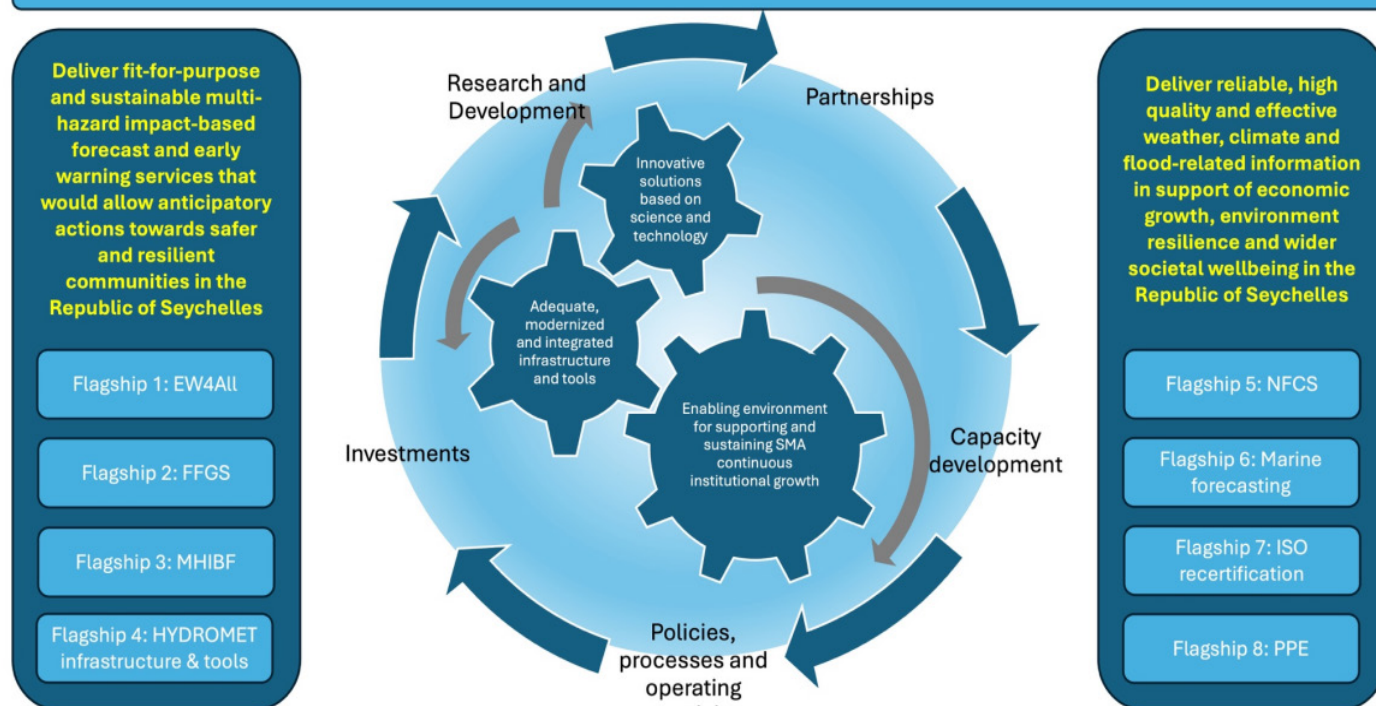 Deliver fit-for-purpose
and sustainable multi-
hazard impact-based
forecast and early
warning services that
would allow anticipatory
actions towards safer
and resilient
communities in the
Republic of Seychelles
Flagship 1: EW4All
Flagship 2: FFGS
Flagship 3: MHIBF
Flagship 4: HYDROMET
infrastructure & tools
Research and
Development
Partnerships
Innovative
solutions
based on
science and
technology
Adequate,
modernized
and integrated
infrastructure
and tools
Enabling environment
for supporting and
sustaining SMA
continuous
institutional growth
Investments
Capacity
development
Policies,
processes and
operating
Deliver reliable, high
quality and effective
weather, climate and
flood-related information
in support of economic
growth, environment
resilience and wider
societal wellbeing in the
Republic of Seychelles
Flagship 5: NFCS
Flagship 6: Marine
forecasting
Flagship 7: ISO
recertification
Flagship 8: PPE